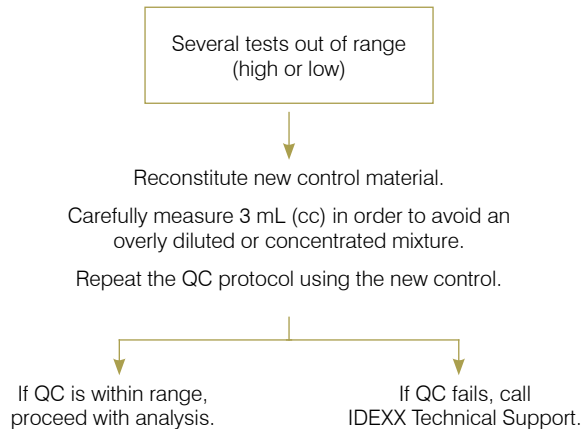 Several tests out of range
(high or low)
Reconstitute new control material.
Carefully measure 3 mL (cc) in order to avoid an
overly diluted or concentrated mixture.
Repeat the QC protocol using the new control.
If QC is within range,
proceed with analysis.
If QC fails, call
IDEXX Technical Support.